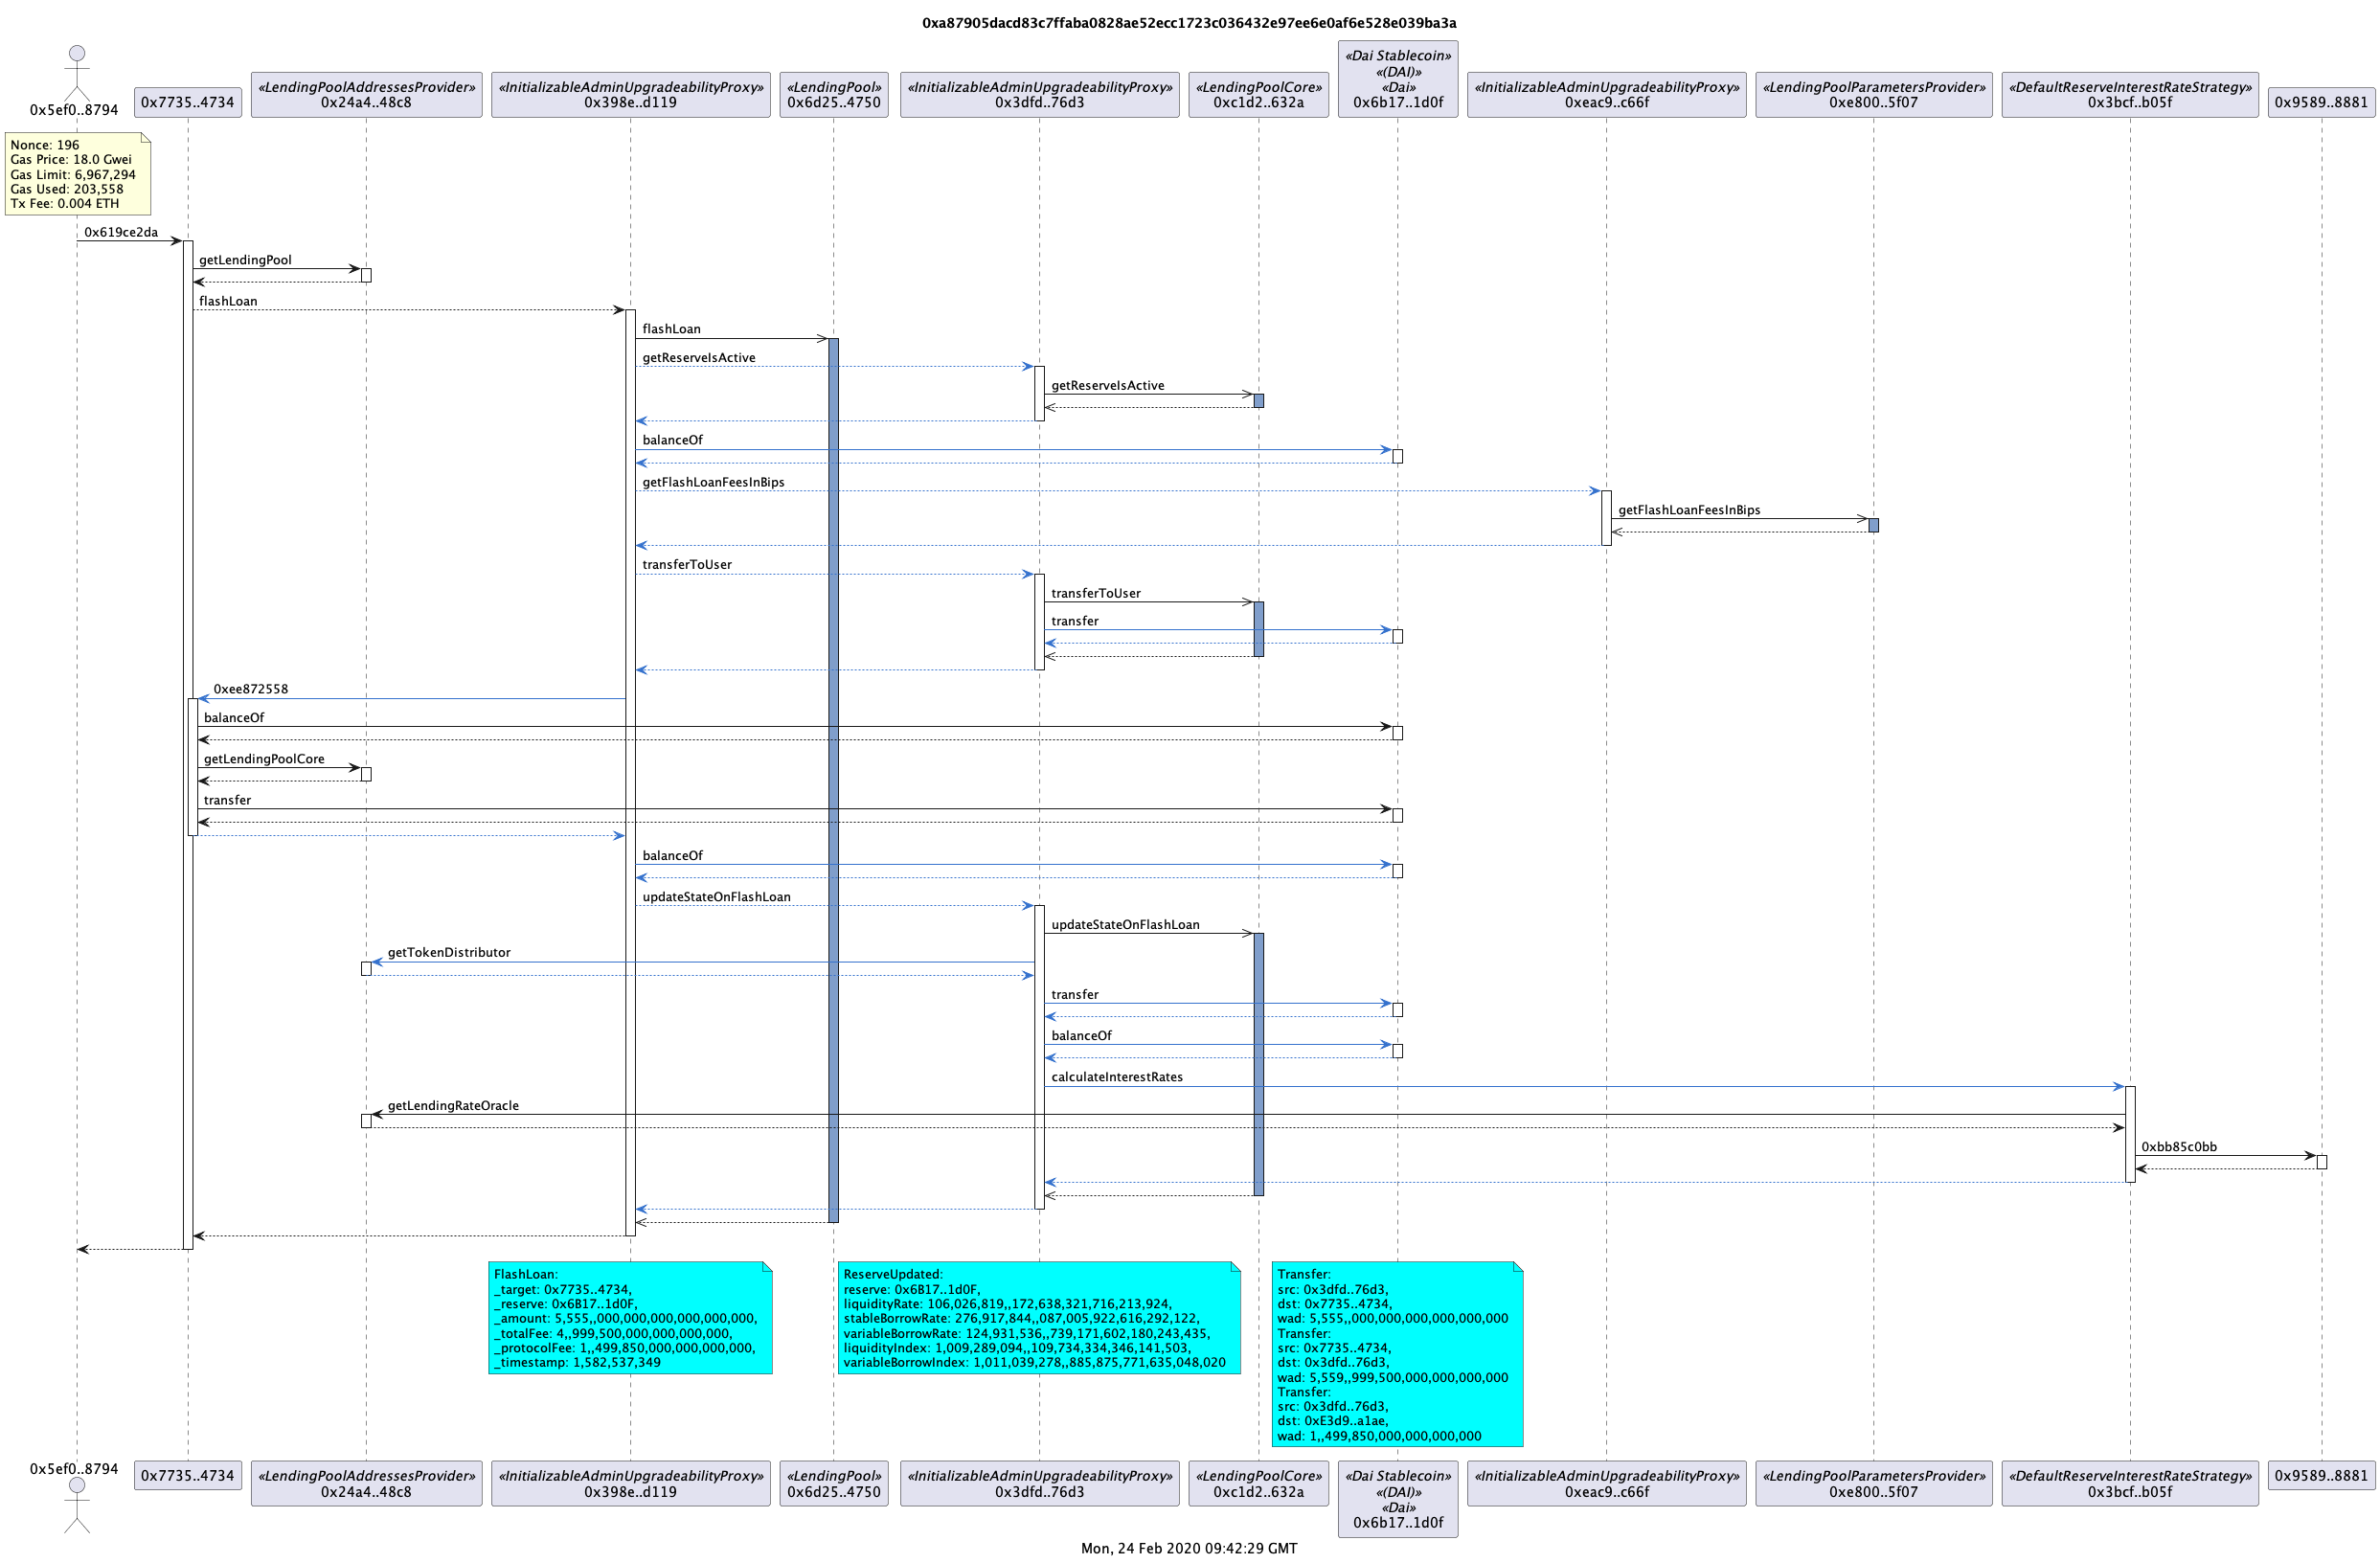 0xa87905dacd83c7ffaba0828ae52ecc1723c036432e97ee6e0af6e528e039ba3a
0x5ef0..8794
0x7735..4734
«LendingPoolAddressesProvider»
0x24a4..48c8
«InitializableAdminUpgradeabilityProxy»
0x398e..d119
«LendingPool»
0x6d25..4750
«InitializableAdminUpgradeabilityProxy»
0x3dfd..76d3
«LendingPoolCore»
0xc1d2..632a
«Dai Stablecoin»
«(DAI)»
«Dai»
0x6b17..1d0f
«InitializableAdminUpgradeabilityProxy»
0xeac9..c66f
«LendingPoolParametersProvider»
0xe800..5f07
«DefaultReserveInterestRateStrategy»
0x3bcf..b05f
0x9589..8881
Nonce: 196
Gas Price: 18.0 Gwei
Gas Limit: 6,967,294
Gas Used: 203,558
Tx Fee: 0.004 ETH
0x619ce2da
getLendingPool
flashLoan
flashLoan
getReserveIsActive
getReserveIsActive
balanceOf
getFlashLoanFeesInBips
getFlashLoanFeesInBips
transferToUser
transferToUser
transfer
0xee872558
balanceOf
getLendingPoolCore
transfer
balanceOf
updateStateOnFlashLoan
updateStateOnFlashLoan
getTokenDistributor
transfer
balanceOf
calculateInterestRates
getLendingRateOracle
0xbb85c0bb
FlashLoan:
_target: 0x7735..4734,
_reserve: 0x6B17..1d0F,
_amount: 5,555,,000,000,000,000,000,000,
_totalFee: 4,,999,500,000,000,000,000,
_protocolFee: 1,,499,850,000,000,000,000,
_timestamp: 1,582,537,349
ReserveUpdated:
reserve: 0x6B17..1d0F,
liquidityRate: 106,026,819,,172,638,321,716,213,924,
stableBorrowRate: 276,917,844,,087,005,922,616,292,122,
variableBorrowRate: 124,931,536,,739,171,602,180,243,435,
liquidityIndex: 1,009,289,094,,109,734,334,346,141,503,
variableBorrowIndex: 1,011,039,278,,885,875,771,635,048,020
Transfer:
src: 0x3dfd..76d3,
dst: 0x7735..4734,
wad: 5,555,,000,000,000,000,000,000
Transfer:
src: 0x7735..4734,
dst: 0x3dfd..76d3,
wad: 5,559,,999,500,000,000,000,000
Transfer:
src: 0x3dfd..76d3,
dst: 0xE3d9..a1ae,
wad: 1,,499,850,000,000,000,000
0x5ef0..8794
0x7735..4734
«LendingPoolAddressesProvider»
0x24a4..48c8
«InitializableAdminUpgradeabilityProxy»
0x398e..d119
«LendingPool»
0x6d25..4750
«InitializableAdminUpgradeabilityProxy»
0x3dfd..76d3
«LendingPoolCore»
0xc1d2..632a
«Dai Stablecoin»
«(DAI)»
«Dai»
0x6b17..1d0f
«InitializableAdminUpgradeabilityProxy»
0xeac9..c66f
«LendingPoolParametersProvider»
0xe800..5f07
«DefaultReserveInterestRateStrategy»
0x3bcf..b05f
0x9589..8881
Mon, 24 Feb 2020 09:42:29 GMT